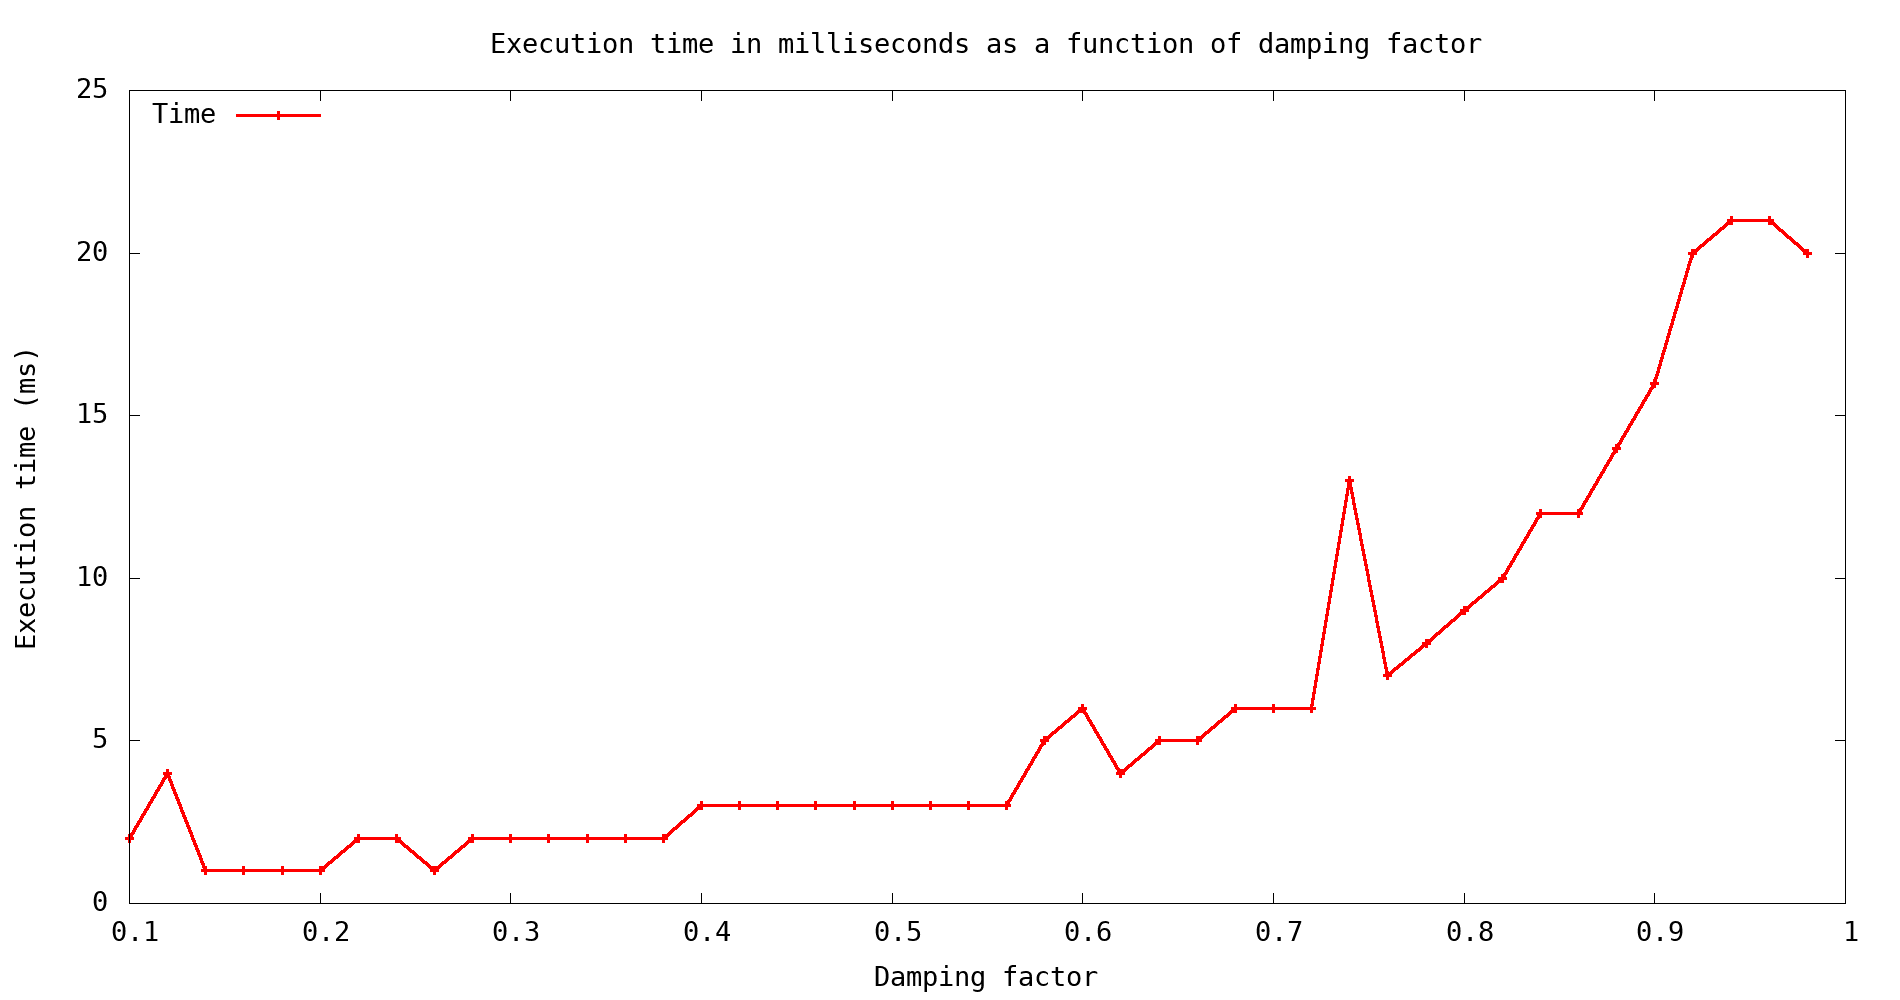 Execution time in milliseconds as a function of damping factor
25
Time
20
15
10
5
0
Execution time (ms)
0.1 0.2 0.3 0.4 0.5 0.6 0.7 0.8 0.9 1
Damping factor